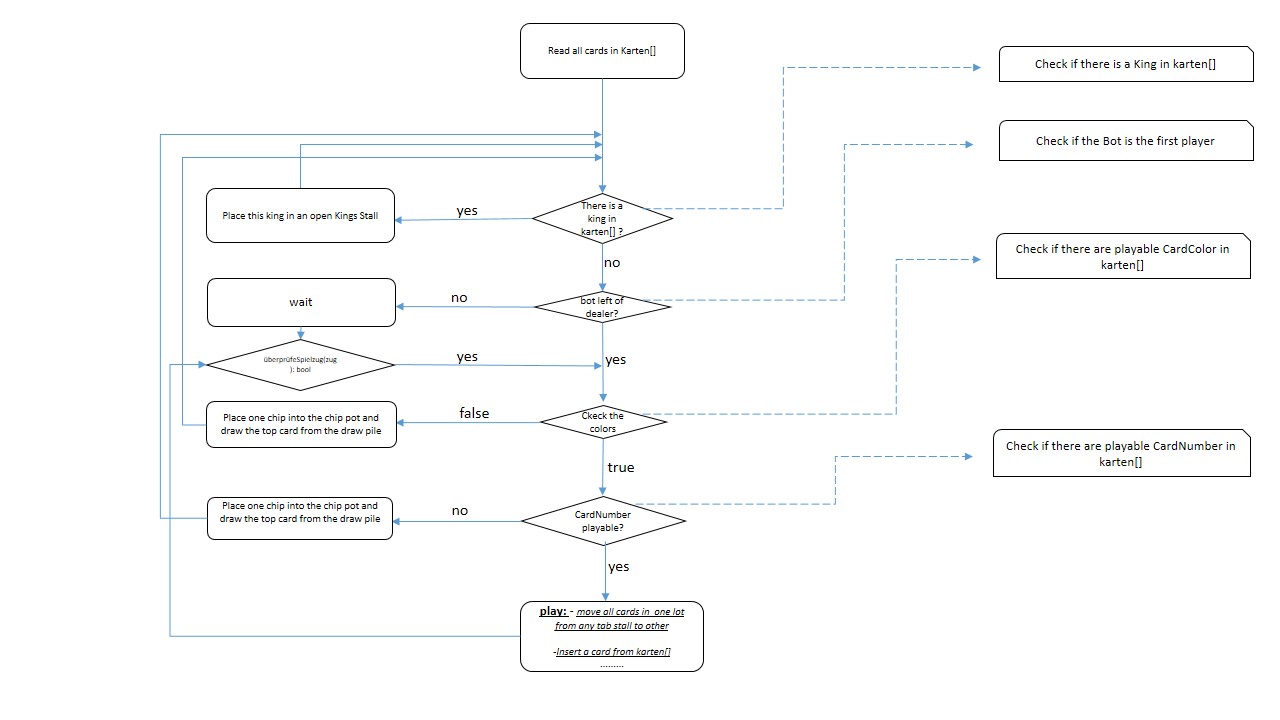 Read all cards in Karten[]
Check if there is a King in karten[]
Check if the Bot is the first player
Place this king in an open Kings Stall
yes
There is a
king in
karten[] ?
no
Check if there are playable CardColor in
karten[]
wait
no
bot left of
dealer?
überprüfeSpielzug(zug
): bool
yes
yes
Place one chip into the chip pot and
draw the top card from the draw pile
false
Ckeck the
colors
Check if there are playable CardNumber in
karten[]
true
Place one chip into the chip pot and
draw the top card from the draw pile
no
CardNumber
playable?
yes
play: - move all cards in one lot
from any tab stall to other
-Insert a card from karten[]
.........